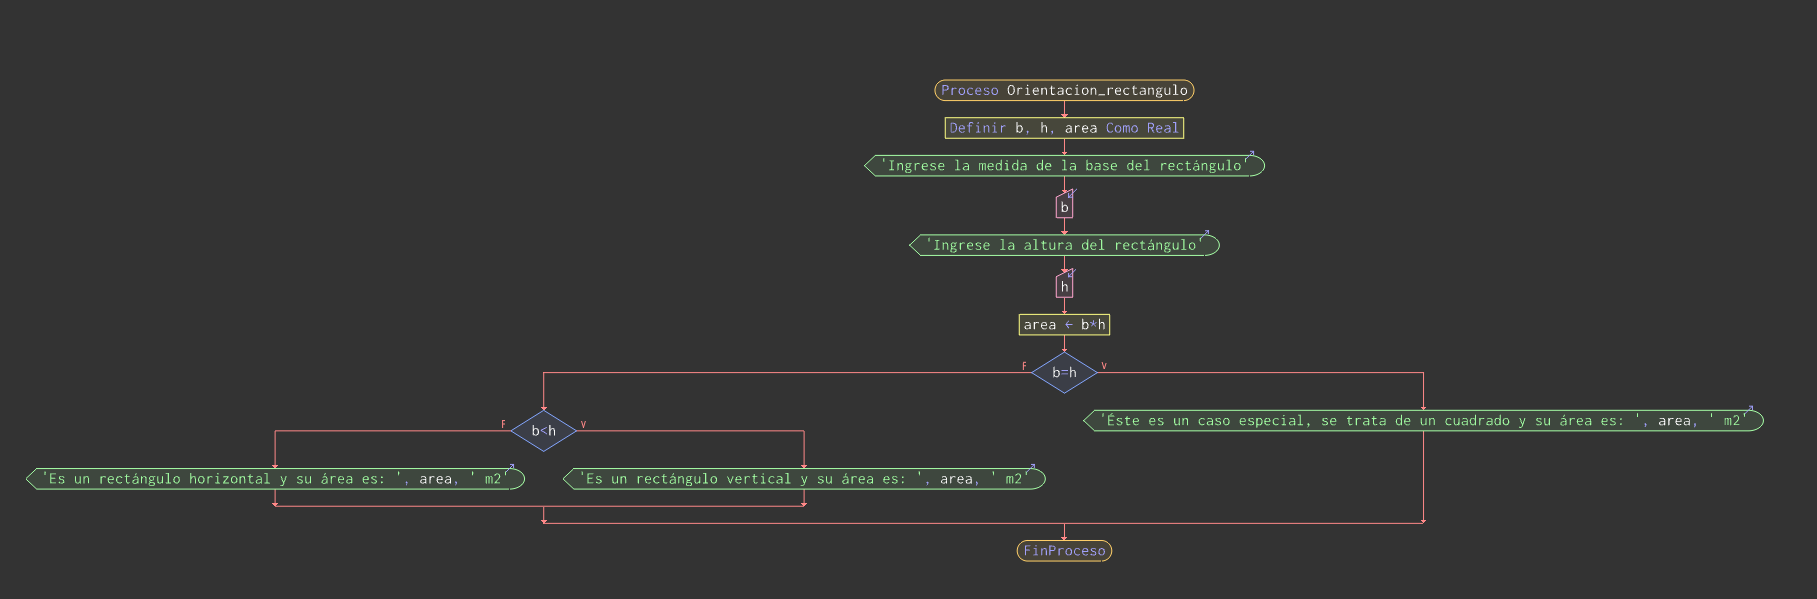 Proceso Orientacion_rectangulo
Definir b, h, area Como Real
'Ingrese la medida de la base del rectángulo'
b
'Ingrese la altura del rectángulo'
h
area ← b*h
F b=h V
'Éste es un caso especial, se trata de un cuadrado y su área es: ', area, ' m2'
F b<h V
'Es un rectángulo horizontal y su área es: ', area, ' m2'
'Es un rectángulo vertical y su área es: ', area, ' m2'
FinProceso